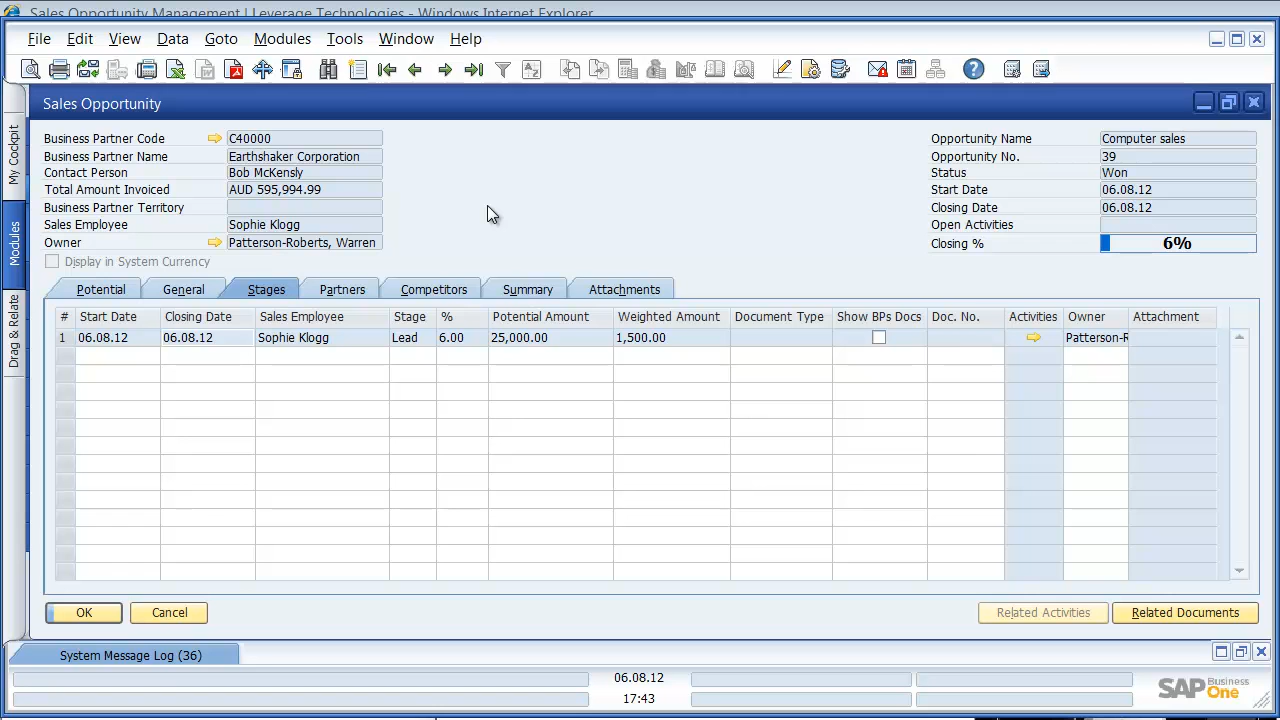 Sales Opportunity Management | Leverage Technologies - Windows Internet Explorer
File Edit View Data Goto Modules Tools Window Help
My Cockpit
Modules
Drag & Relate
Sales Opportunity
Business Partner Code C40000
Business Partner Name Earthshaker Corporation
Contact Person Bob McKensly
Total Amount Invoiced AUD 595,994.99
Business Partner Territory
Sales Employee Sophie Klogg
Owner Patterson-Roberts, Warren
Display in System Currency
Opportunity Name Computer sales
Opportunity No. 39
Status Won
Start Date 06.08.12
Closing Date 06.08.12
Open Activities
Closing % 6%
Potential General Stages Partners Competitors Summary Attachments
# Start Date Closing Date Sales Employee Stage % Potential Amount Weighted Amount Document Type Show BPs Docs Doc. No. Activities Owner Attachment
1 06.08.12 06.08.12 Sophie Klogg Lead 6.00 25,000.00 1,500.00 Patterson-R
OK Cancel Related Activities Related Documents
System Message Log (36)
06.08.12
17:43
SAP Business One